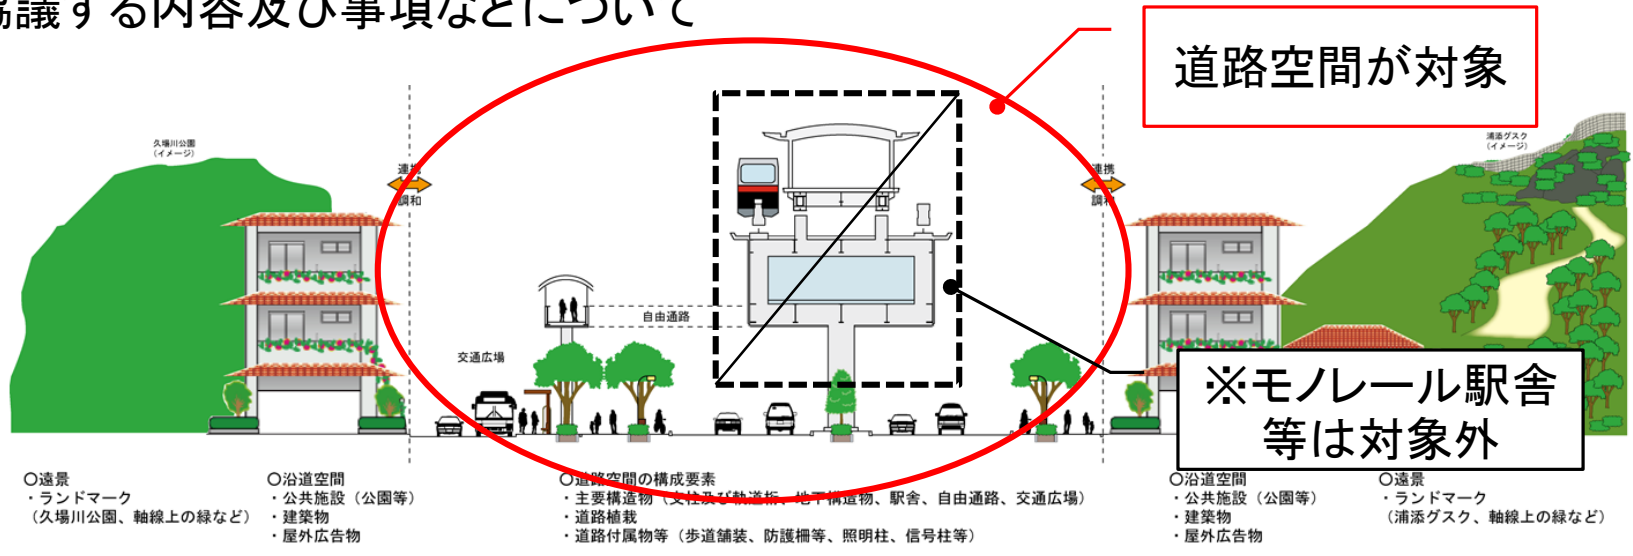 協議する内容及び事項などについて
道路空間が対象
久場川公園
(イメージ)
浦添グスク
(イメージ)
連携
調和
連携
調和
自由通路
交通広場
※モノレール駅舎
等は対象外
〇遠景
・ランドマーク
(久場川公園、軸線上の緑など)
〇沿道空間
・公共施設(公園等)
・建築物
・屋外広告物
〇道路空間の構成要素
・主要構造物(支柱及び軌道桁、地下構造物、駅舎、自由通路、交通広場)
・道路植栽
・道路付属物等(歩道舗装、防護柵等、照明柱、信号柱等)
〇沿道空間
・公共施設(公園等)
・建築物
・屋外広告物
〇遠景
・ランドマーク
(浦添グスク、軸線上の緑など)